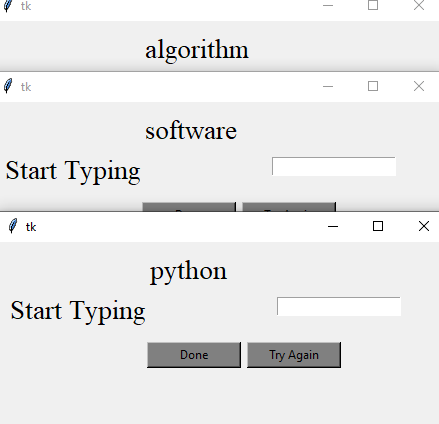 tk
algorithm
tk
software
Start Typing
tk
python
Start Typing
Done Try Again